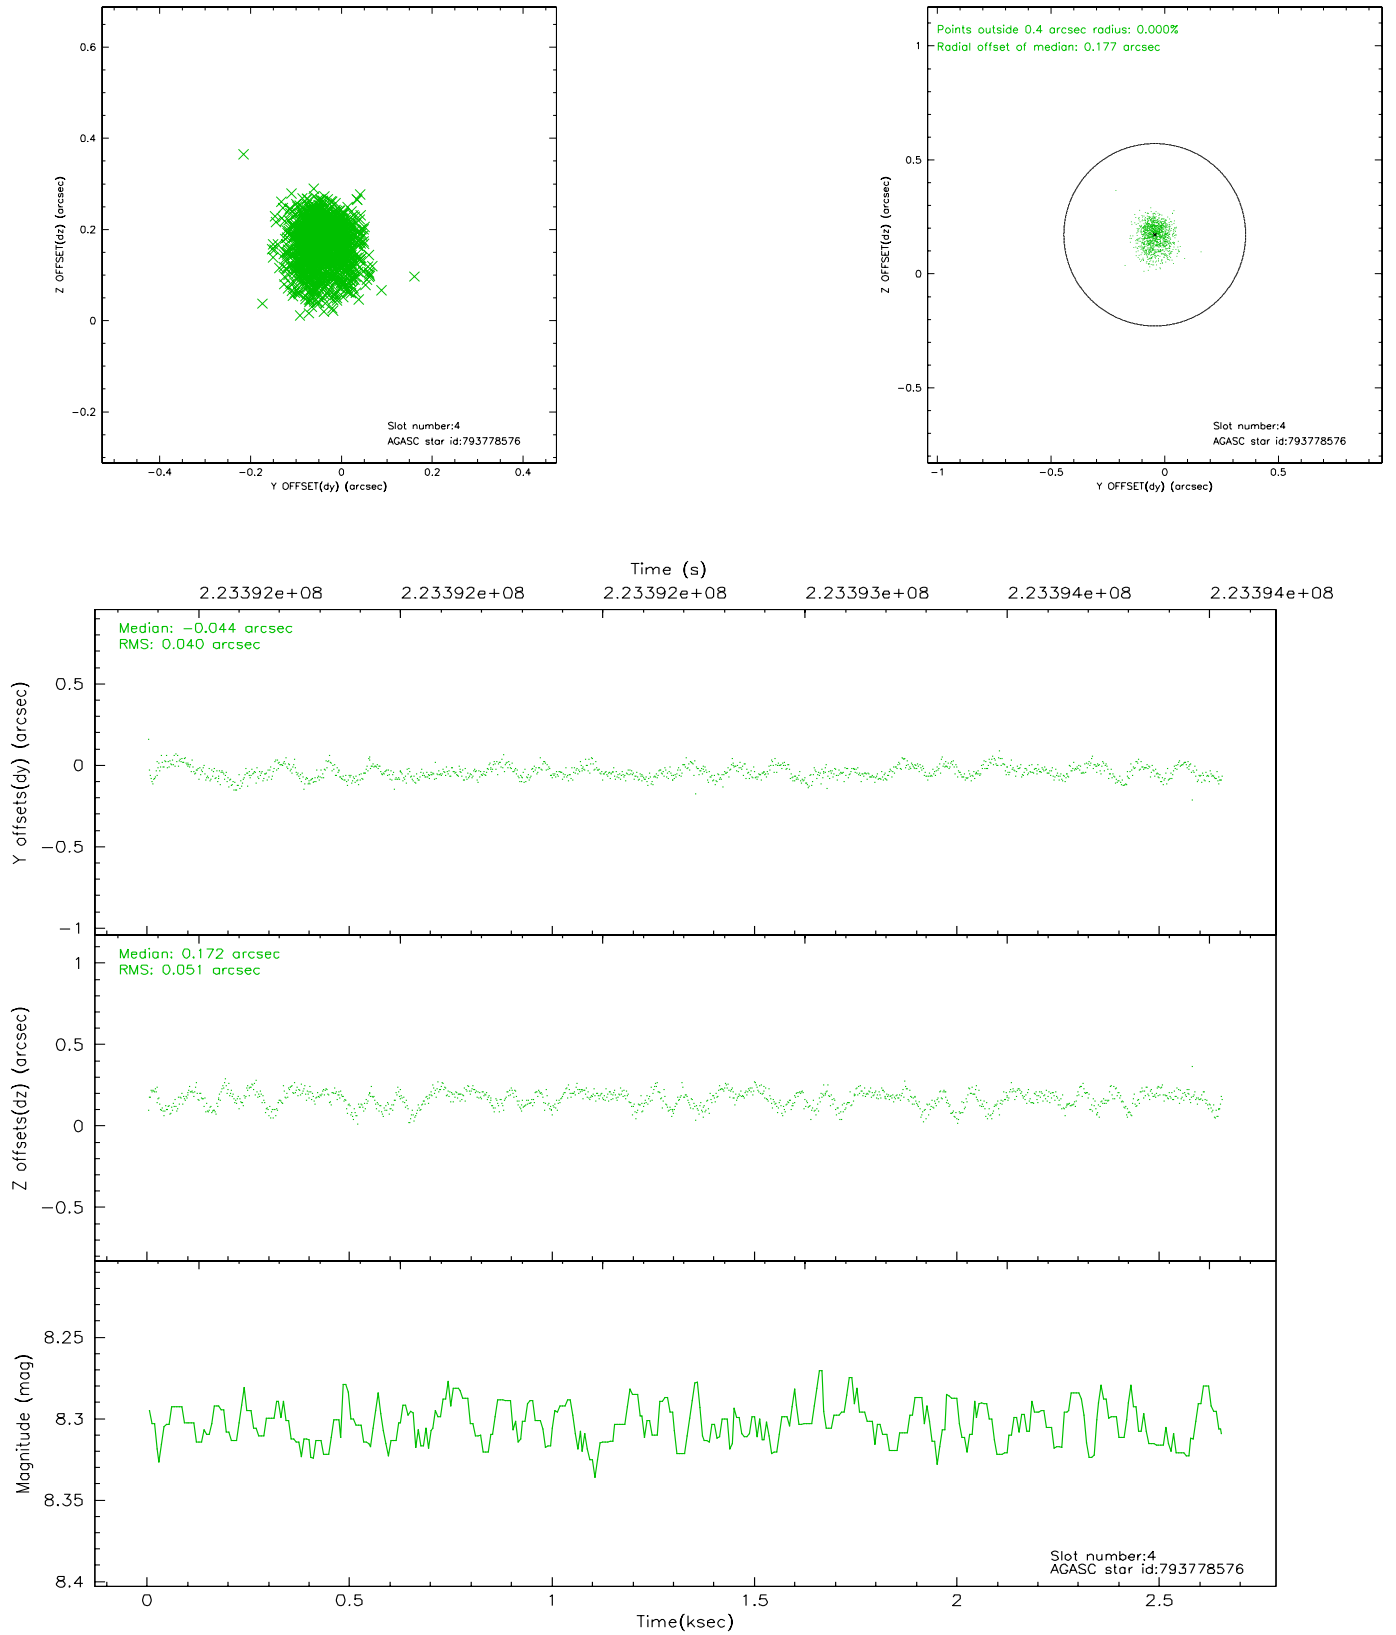 0.6
0.4
0.2
0
−0.2
Z OFFSET(dz) (arcsec)
Slot number:4
AGASC star id:793778576
−0.4 −0.2 0 0.2 0.4
Y OFFSET(dy) (arcsec)
Points outside 0.4 arcsec radius: 0.000%
Radial offset of median: 0.177 arcsec
1
0.5
0
−0.5
Z OFFSET(dz) (arcsec)
Slot number:4
AGASC star id:793778576
−1 −0.5 0 0.5
Y OFFSET(dy) (arcsec)
Time (s)
2.23392e+08 2.23392e+08 2.23392e+08 2.23393e+08 2.23394e+08 2.23394e+08
Median: −0.044 arcsec
RMS: 0.040 arcsec
0.5
0
−0.5
−1
Y offsets(dy) (arcsec)
Median: 0.172 arcsec
RMS: 0.051 arcsec
1
0.5
0
−0.5
Z offsets(dz) (arcsec)
8.25
8.3
8.35
8.4
Magnitude (mag)
Slot number:4
AGASC star id:793778576
0 0.5 1 1.5 2 2.5
Time(ksec)